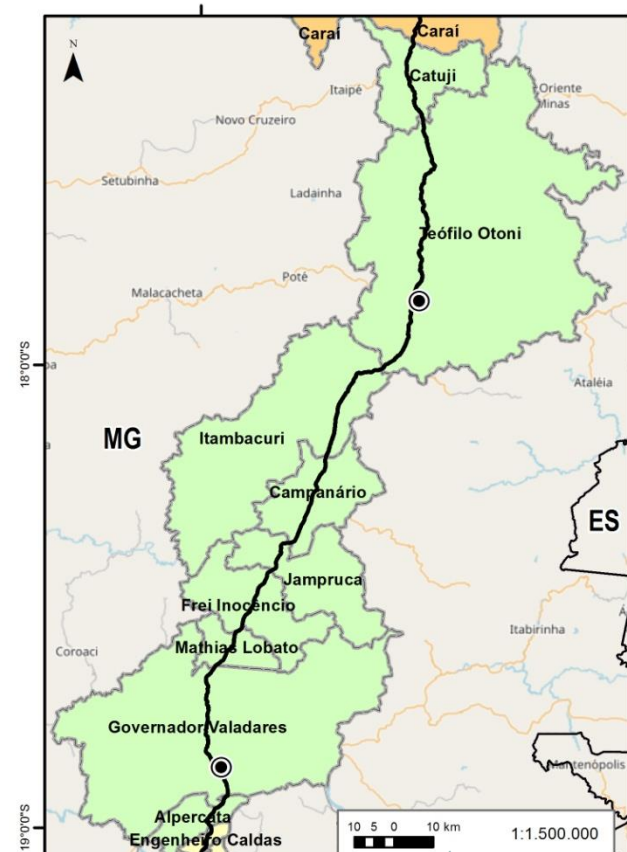 Caraí
Caraí
N
Catuji
Itaipé
Oriente
Minas
Novo Cruzeiro
Setubinha
Ladainha
Teófilo Otoni
Poté
Malacacheta
18°0'0"S
Ataléia
MG
Itambacuri
Campanário
ES
Jampruca
Frei Inocêncio
Itabirinha
Coroaci
Mathias Lobato
Governador Valadares
Mantenópolis
Alpercata
19°0'0"S
Engenheiro Caldas
10 5 0 10 km
1:1.500.000